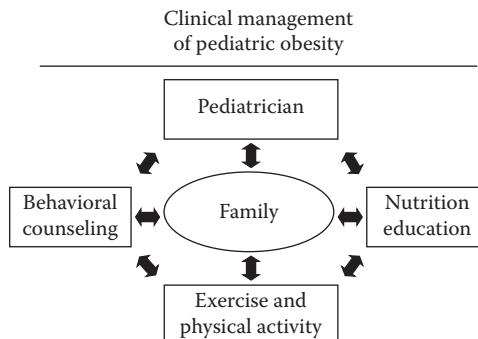 Clinical management
of pediatric obesity
Pediatrician
Behavioral
counseling
Family
Nutrition
education
Exercise and
physical activity